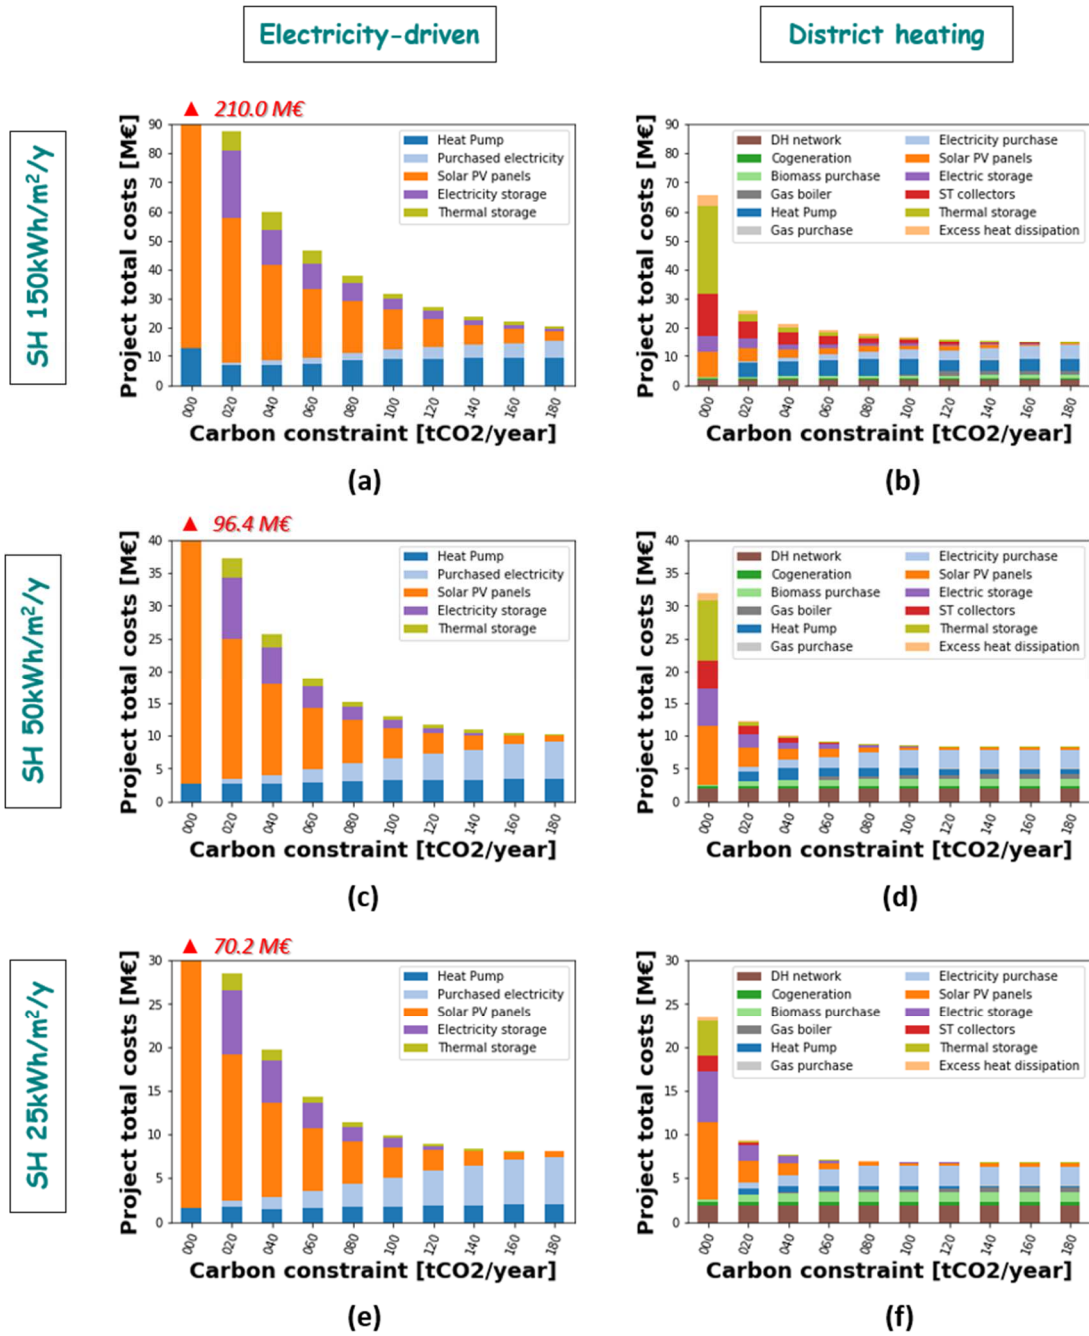 Electricity-driven
District heating
SH 150kWh/m²/y
▲ 210.0 M€
Project total costs [M€]
90
80
70
60
50
40
30
20
10
0
Heat Pump
Purchased electricity
Solar PV panels
Electricity storage
Thermal storage
000 020 040 060 080 100 120 140 160 180
Carbon constraint [tCO2/year]
(a)
Project total costs [M€]
90
80
70
60
50
40
30
20
10
0
DH network
Cogeneration
Biomass purchase
Gas boiler
Heat Pump
Gas purchase
Electricity purchase
Solar PV panels
Electric storage
ST collectors
Thermal storage
Excess heat dissipation
000 020 040 060 080 100 120 140 160 180
Carbon constraint [tCO2/year]
(b)
SH 50kWh/m²/y
▲ 96.4 M€
Project total costs [M€]
40
35
30
25
20
15
10
5
0
Heat Pump
Purchased electricity
Solar PV panels
Electricity storage
Thermal storage
000 020 040 060 080 100 120 140 160 180
Carbon constraint [tCO2/year]
(c)
Project total costs [M€]
40
35
30
25
20
15
10
5
0
DH network
Cogeneration
Biomass purchase
Gas boiler
Heat Pump
Gas purchase
Electricity purchase
Solar PV panels
Electric storage
ST collectors
Thermal storage
Excess heat dissipation
000 020 040 060 080 100 120 140 160 180
Carbon constraint [tCO2/year]
(d)
SH 25kWh/m²/y
▲ 70.2 M€
Project total costs [M€]
30
25
20
15
10
5
0
Heat Pump
Purchased electricity
Solar PV panels
Electricity storage
Thermal storage
000 020 040 060 080 100 120 140 160 180
Carbon constraint [tCO2/year]
(e)
Project total costs [M€]
30
25
20
15
10
5
0
DH network
Cogeneration
Biomass purchase
Gas boiler
Heat Pump
Gas purchase
Electricity purchase
Solar PV panels
Electric storage
ST collectors
Thermal storage
Excess heat dissipation
000 020 040 060 080 100 120 140 160 180
Carbon constraint [tCO2/year]
(f)